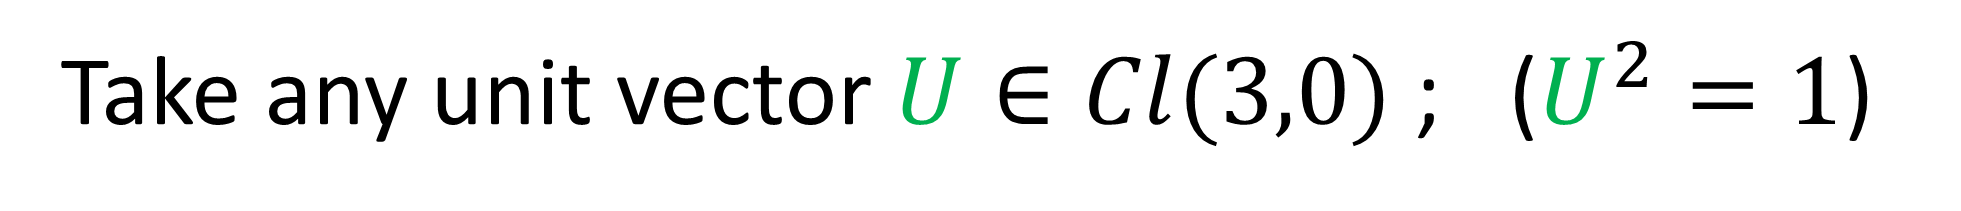 Take any unit vector U ∈ Cl(3,0) ; (U² = 1)